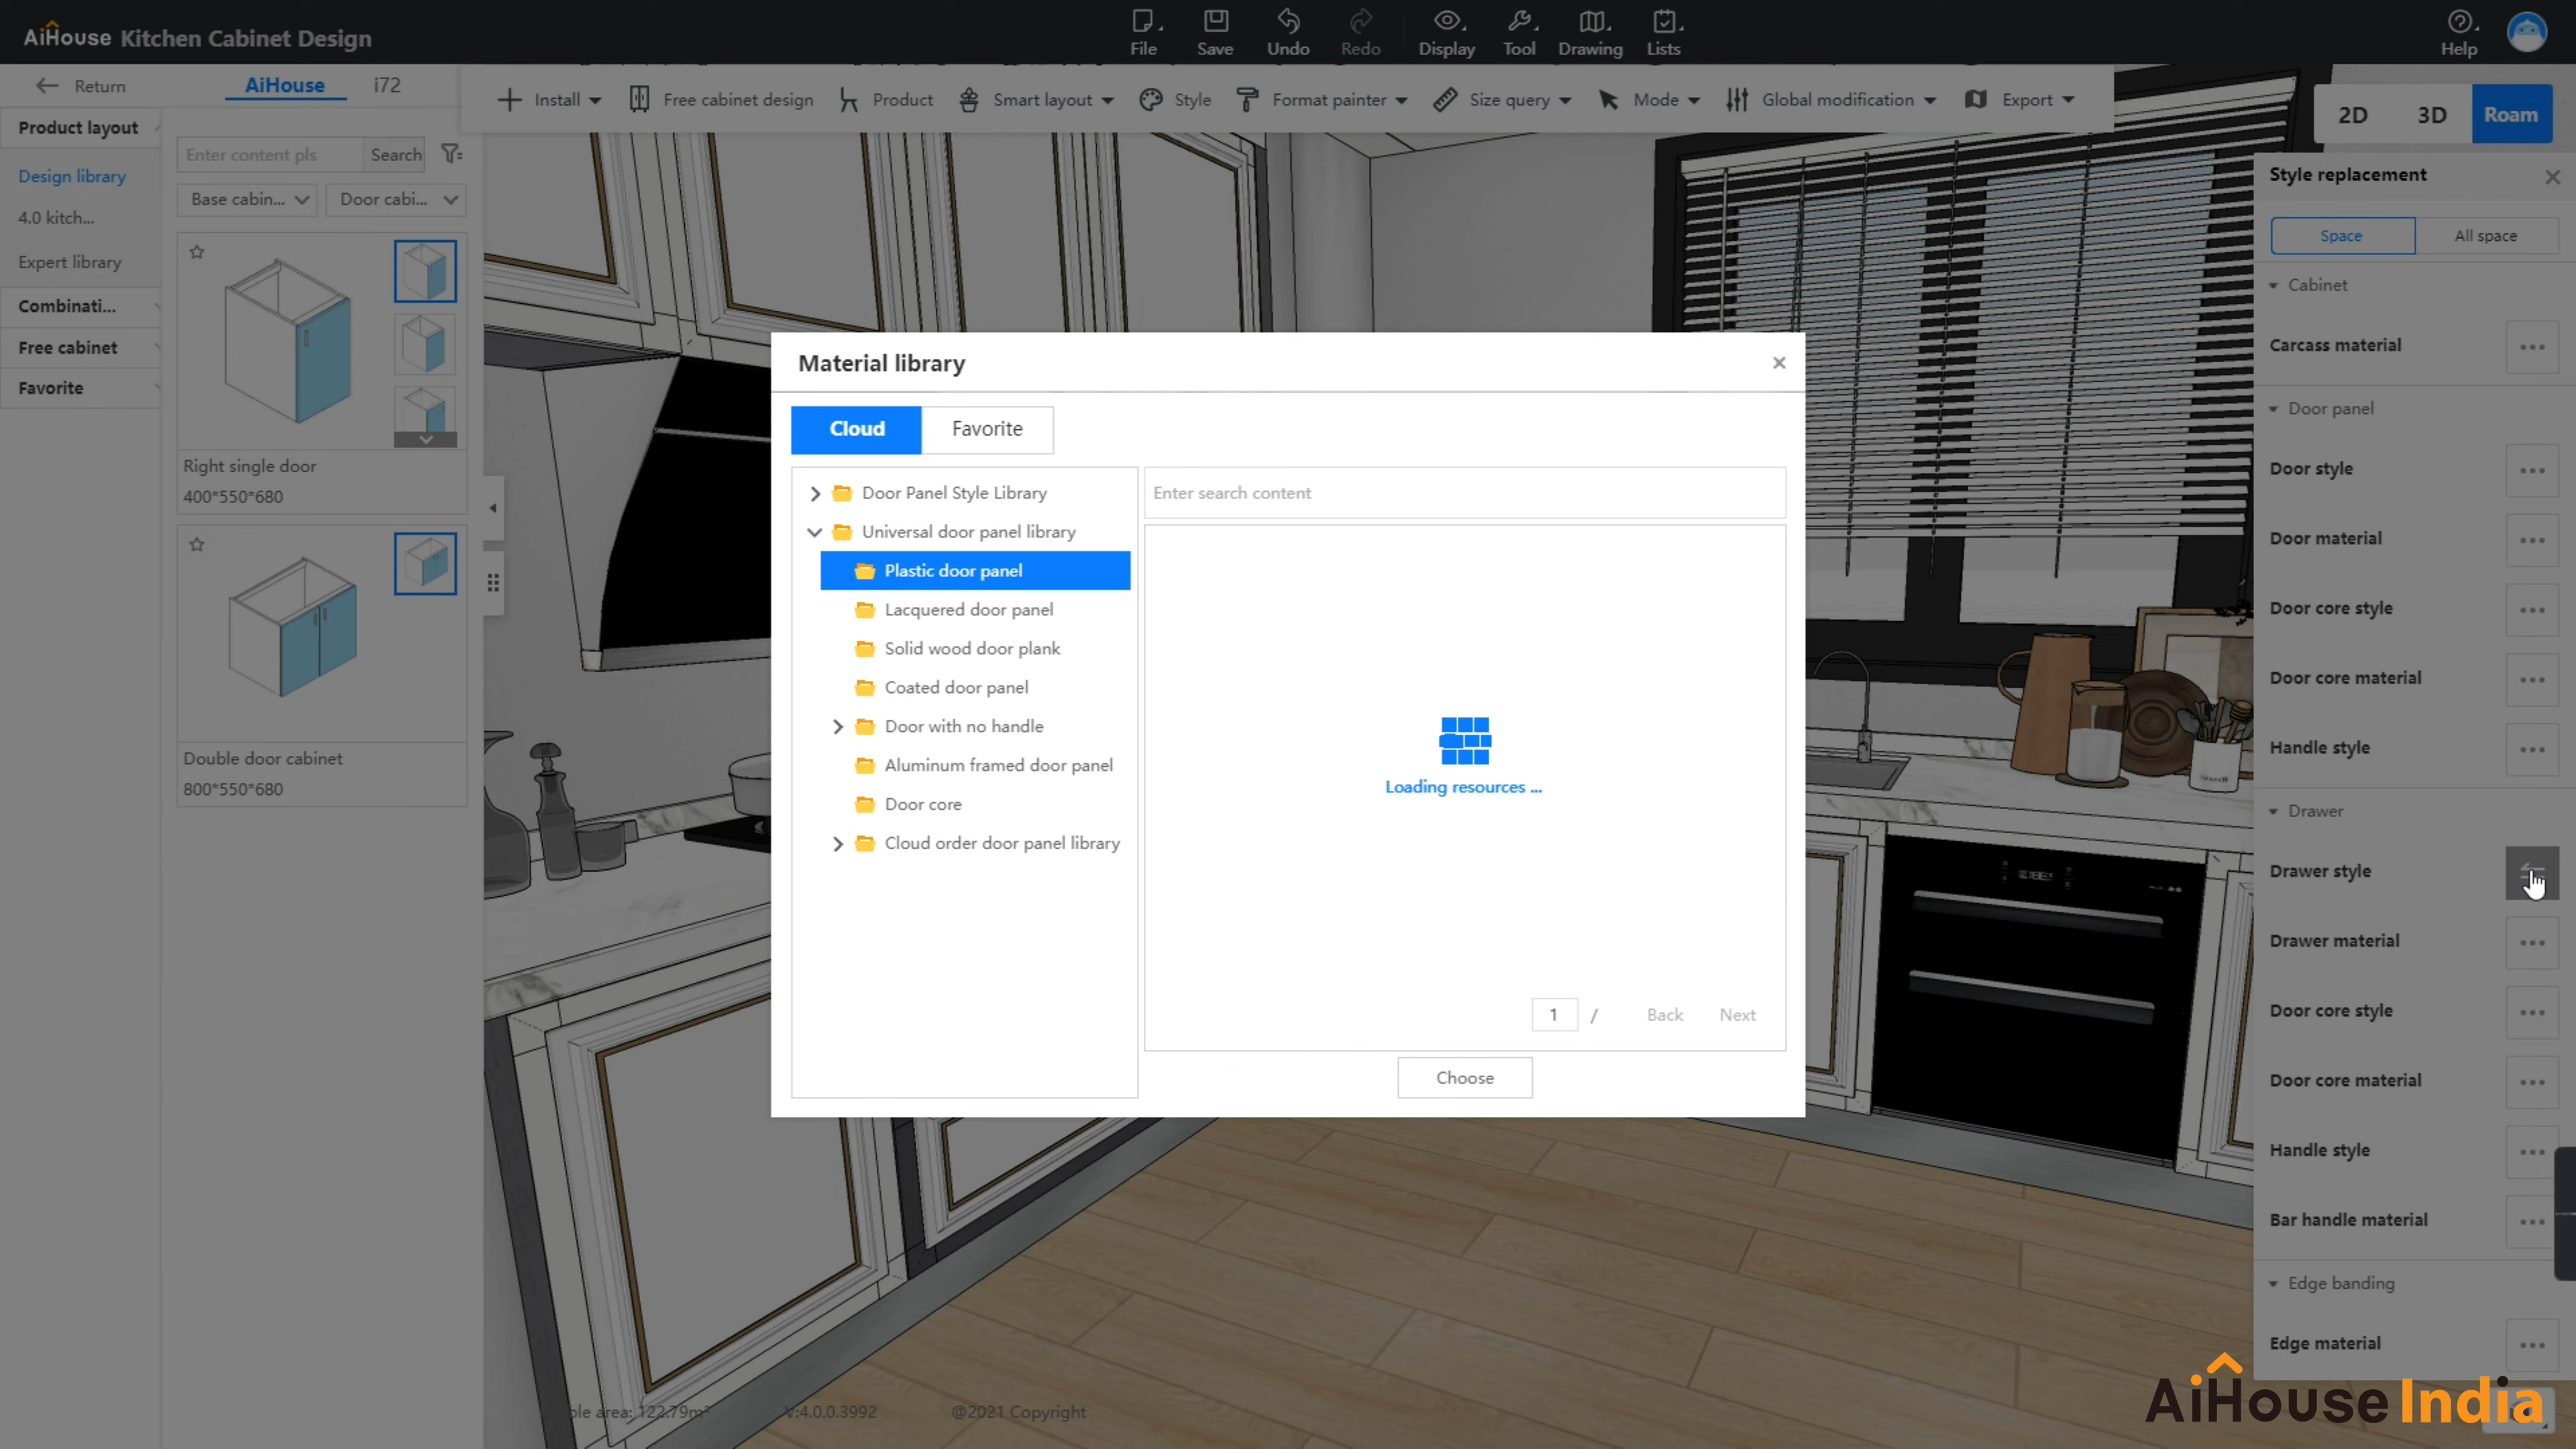 AiHouse Kitchen Cabinet Design
File
Save
Undo
Redo
Display
Tool
Drawing
Lists
Help
Return
AiHouse
i72
Install
Free cabinet design
Product
Smart layout
Style
Format painter
Size query
Mode
Global modification
Export
2D
3D
Roam
Product layout
Design library
4.0 kitch...
Expert library
Combinati...
Free cabinet
Favorite
Enter content pls
Search
Base cabin...
Door cabi...
Right single door
400*550*680
Double door cabinet
800*550*680
Material library
Cloud
Favorite
Door Panel Style Library
Universal door panel library
Plastic door panel
Lacquered door panel
Solid wood door plank
Coated door panel
Door with no handle
Aluminum framed door panel
Door core
Cloud order door panel library
Enter search content
Loading resources ...
1 /
Back
Next
Choose
Style replacement
Space
All space
Cabinet
Carcass material
Door panel
Door style
Door material
Door core style
Door core material
Handle style
Drawer
Drawer style
Drawer material
Door core style
Door core material
Handle style
Bar handle material
Edge banding
Edge material
ple area: 122.79m²
V:4.0.0.3992
@2021 Copyright
AiHouse India